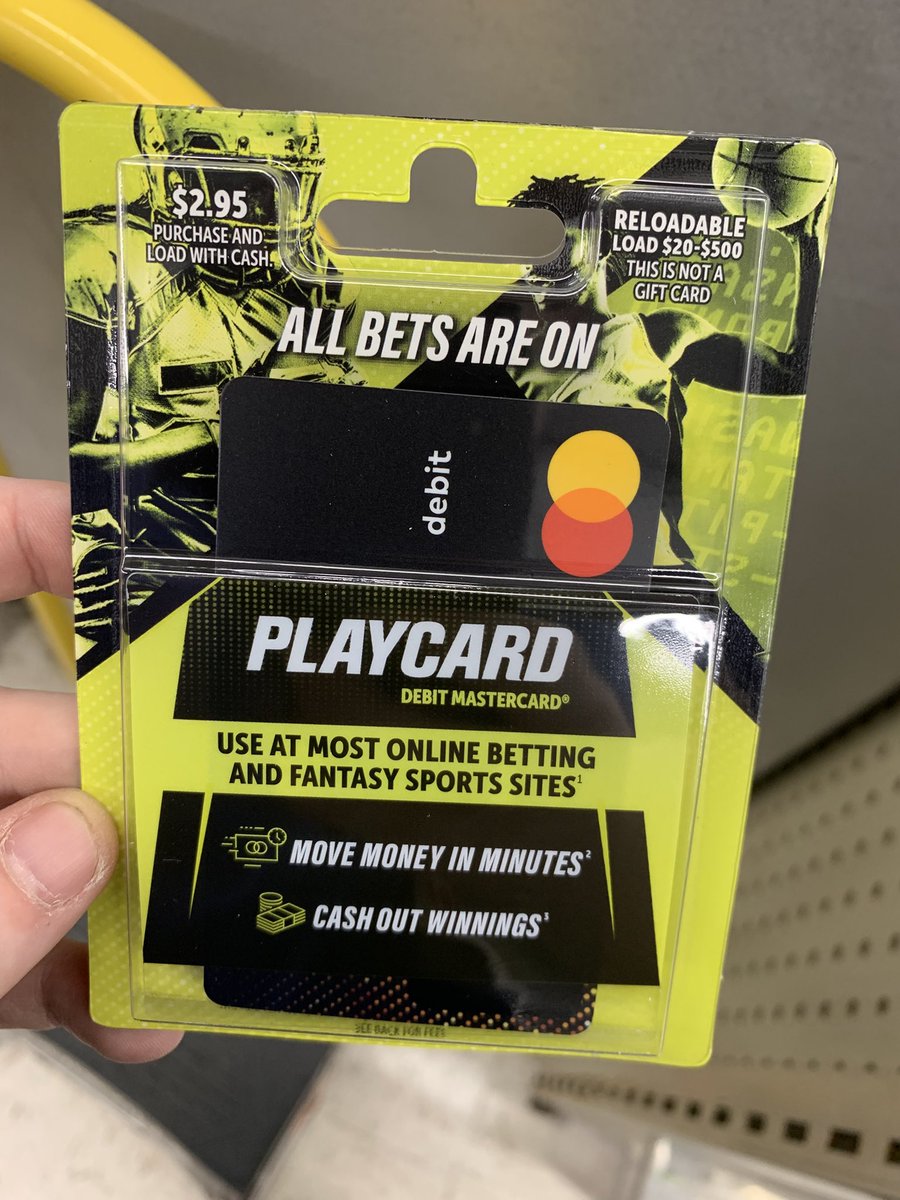 $2.95
PURCHASE AND
LOAD WITH CASH.
RELOADABLE
LOAD $20-$500
THIS IS NOT A
GIFT CARD
ALL BETS ARE ON
debit
PLAYCARD
DEBIT MASTERCARD®
USE AT MOST ONLINE BETTING
AND FANTASY SPORTS SITES¹
MOVE MONEY IN MINUTES²
CASH OUT WINNINGS³
SEE BACK FOR FEES